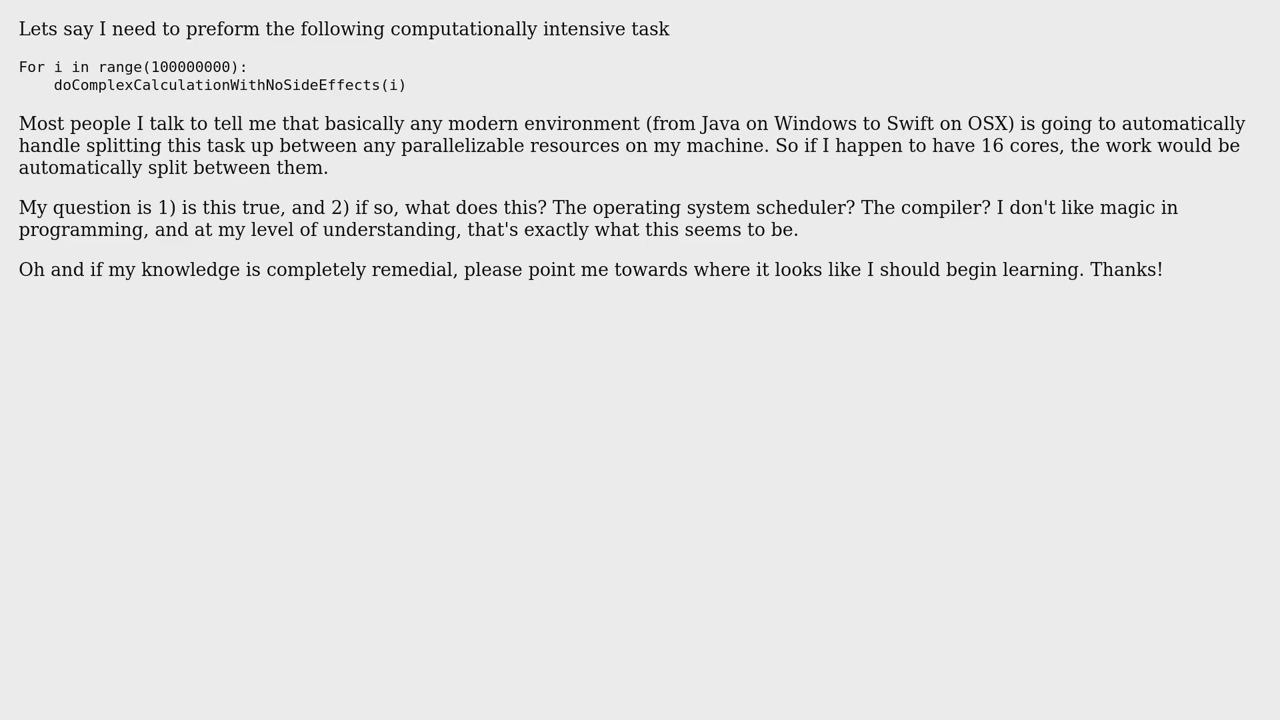 Lets say I need to preform the following computationally intensive task
For i in range(100000000):
    doComplexCalculationWithNoSideEffects(i)
Most people I talk to tell me that basically any modern environment (from Java on Windows to Swift on OSX) is going to automatically
handle splitting this task up between any parallelizable resources on my machine. So if I happen to have 16 cores, the work would be
automatically split between them.
My question is 1) is this true, and 2) if so, what does this? The operating system scheduler? The compiler? I don't like magic in
programming, and at my level of understanding, that's exactly what this seems to be.
Oh and if my knowledge is completely remedial, please point me towards where it looks like I should begin learning. Thanks!